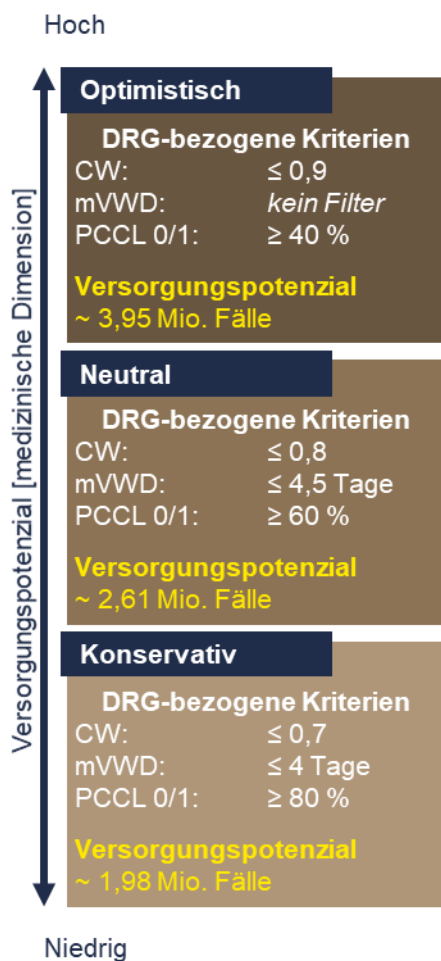 Hoch
Versorgungspotenzial [medizinische Dimension]
Optimistisch
DRG-bezogene Kriterien
CW: ≤ 0,9
mVWD: kein Filter
PCCL 0/1: ≥ 40 %
Versorgungspotenzial
~ 3,95 Mio. Fälle
Neutral
DRG-bezogene Kriterien
CW: ≤ 0,8
mVWD: ≤ 4,5 Tage
PCCL 0/1: ≥ 60 %
Versorgungspotenzial
~ 2,61 Mio. Fälle
Konservativ
DRG-bezogene Kriterien
CW: ≤ 0,7
mVWD: ≤ 4 Tage
PCCL 0/1: ≥ 80 %
Versorgungspotenzial
~ 1,98 Mio. Fälle
Niedrig